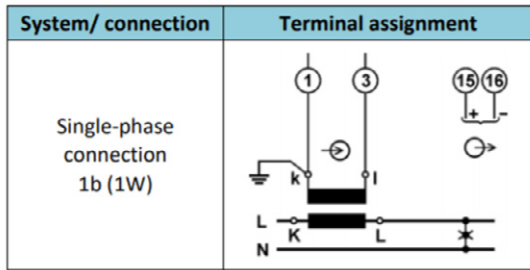 System/ connection
Terminal assignment
Single-phase
connection
1b (1W)
1 3 15 16
+ -
k l
L K L
N